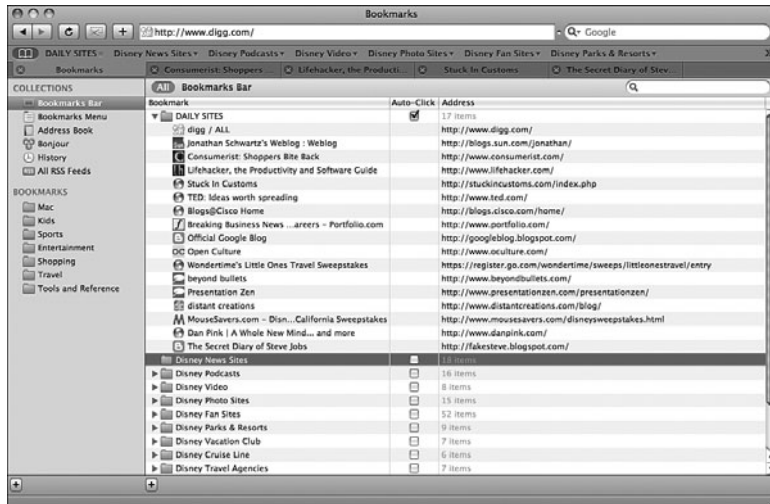 Bookmarks
http://www.digg.com/
Google
DAILY SITES Disney News Sites Disney Podcasts Disney Video Disney Photo Sites Disney Fan Sites Disney Parks & Resorts
Bookmarks Consumerist: Shoppers ... Lifehacker, the Producti... Stuck In Customs The Secret Diary of Stev...
COLLECTIONS
Bookmarks Bar
Bookmarks Menu
Address Book
Bonjour
History
All RSS Feeds
BOOKMARKS
Mac
Kids
Sports
Entertainment
Shopping
Travel
Tools and Reference
All Bookmarks Bar
Bookmark Auto-Click Address
DAILY SITES 17 items
digg / ALL http://www.digg.com/
Jonathan Schwartz's Weblog : Weblog http://blogs.sun.com/jonathan/
Consumerist: Shoppers Bite Back http://www.consumerist.com/
Lifehacker, the Productivity and Software Guide http://www.lifehacker.com/
Stuck In Customs http://stuckincustoms.com/index.php
TED: Ideas worth spreading http://www.ted.com/
Blogs@Cisco Home http://blogs.cisco.com/home/
Breaking Business News ...areers - Portfolio.com http://www.portfolio.com/
Official Google Blog http://googleblog.blogspot.com/
OC Open Culture http://www.oculture.com/
Wondertime's Little Ones Travel Sweepstakes https://register.go.com/wondertime/sweeps/littleonestravel/entry
beyond bullets http://www.beyondbullets.com/
Presentation Zen http://www.presentationzen.com/presentationzen/
distant creations http://www.distantcreations.com/blog/
MouseSavers.com - Disn...California Sweepstakes http://www.mousesavers.com/disneysweepstakes.html
Dan Pink | A Whole New Mind... and more http://www.danpink.com/
The Secret Diary of Steve Jobs http://fakesteve.blogspot.com/
Disney News Sites 18 items
Disney Podcasts 16 items
Disney Video 8 items
Disney Photo Sites 15 items
Disney Fan Sites 52 items
Disney Parks & Resorts 9 items
Disney Vacation Club 7 items
Disney Cruise Line 6 items
Disney Travel Agencies 7 items